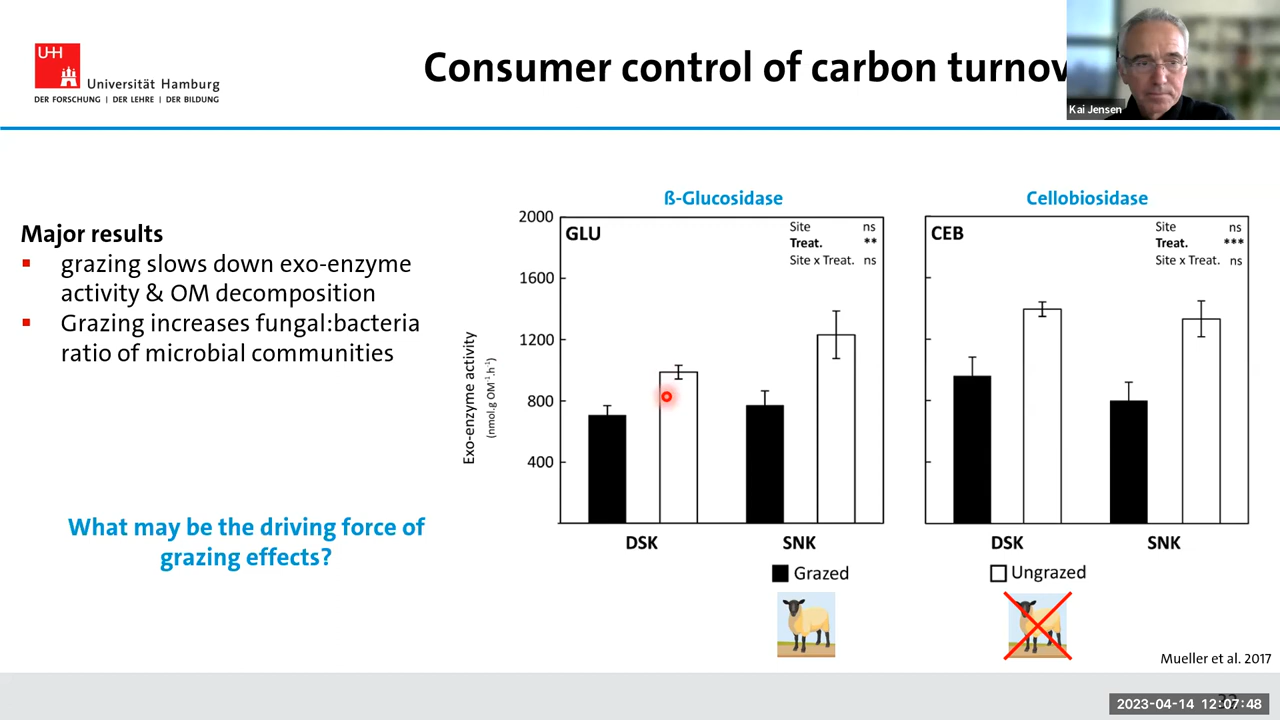 UH
Universität Hamburg
DER FORSCHUNG | DER LEHRE | DER BILDUNG
Consumer control of carbon turnov
Kai Jensen
Major results
grazing slows down exo-enzyme
activity & OM decomposition
Grazing increases fungal:bacteria
ratio of microbial communities
What may be the driving force of
grazing effects?
ß-Glucosidase
GLU
Site ns
Treat. **
Site x Treat. ns
2000
1600
1200
800
400
Exo-enzyme activity
(nmol.g OM⁻¹.h⁻¹)
DSK SNK
Cellobiosidase
CEB
Site ns
Treat. ***
Site x Treat. ns
DSK SNK
Grazed
Ungrazed
Mueller et al. 2017
2023-04-14 12:07:48